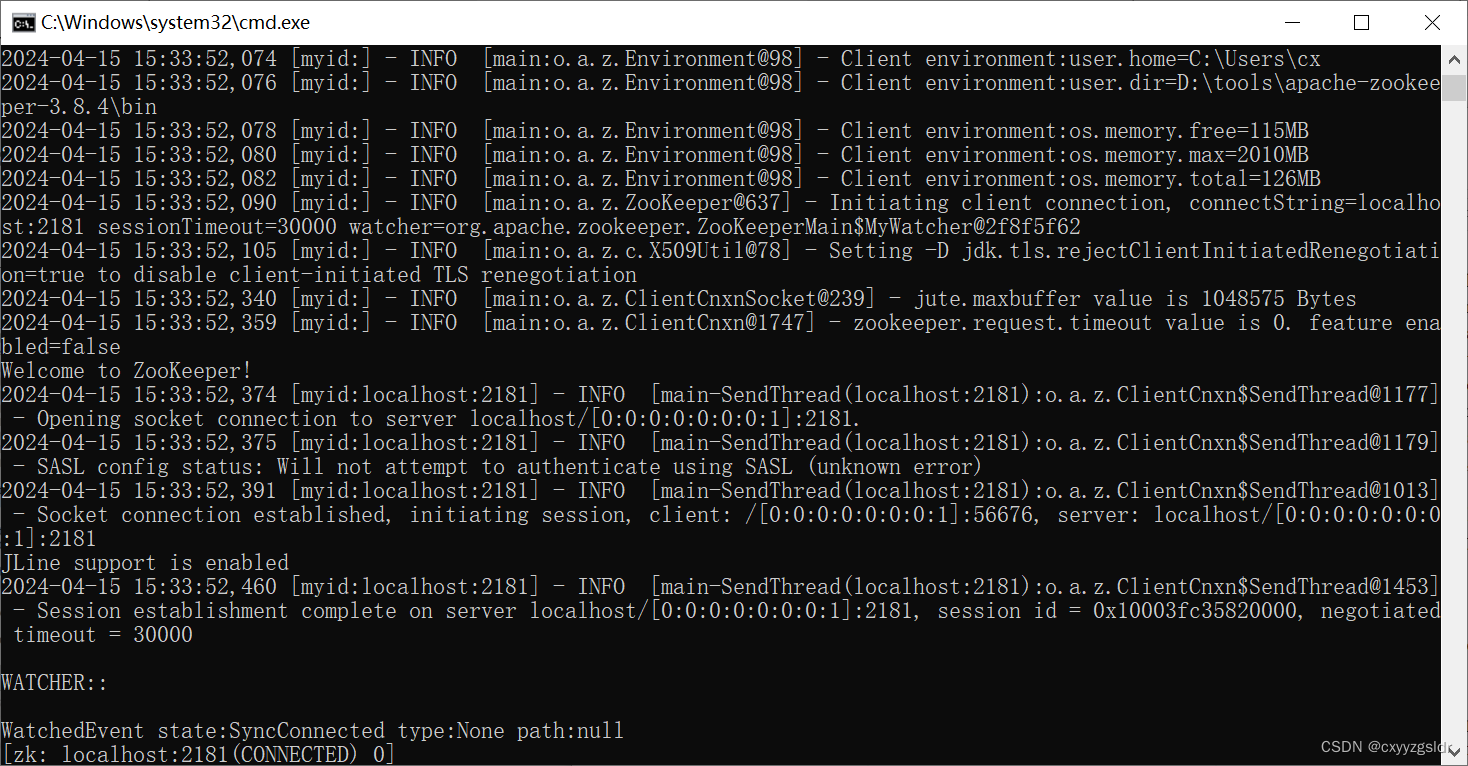 C:\Windows\system32\cmd.exe
2024-04-15 15:33:52,074 [myid:] - INFO  [main:o.a.z.Environment@98] - Client environment:user.home=C:\Users\cx
2024-04-15 15:33:52,076 [myid:] - INFO  [main:o.a.z.Environment@98] - Client environment:user.dir=D:\tools\apache-zookee
per-3.8.4\bin
2024-04-15 15:33:52,078 [myid:] - INFO  [main:o.a.z.Environment@98] - Client environment:os.memory.free=115MB
2024-04-15 15:33:52,080 [myid:] - INFO  [main:o.a.z.Environment@98] - Client environment:os.memory.max=2010MB
2024-04-15 15:33:52,082 [myid:] - INFO  [main:o.a.z.Environment@98] - Client environment:os.memory.total=126MB
2024-04-15 15:33:52,090 [myid:] - INFO  [main:o.a.z.ZooKeeper@637] - Initiating client connection, connectString=localho
st:2181 sessionTimeout=30000 watcher=org.apache.zookeeper.ZooKeeperMain$MyWatcher@2f8f5f62
2024-04-15 15:33:52,105 [myid:] - INFO  [main:o.a.z.c.X509Util@78] - Setting -D jdk.tls.rejectClientInitiatedRenegotiati
on=true to disable client-initiated TLS renegotiation
2024-04-15 15:33:52,340 [myid:] - INFO  [main:o.a.z.ClientCnxnSocket@239] - jute.maxbuffer value is 1048575 Bytes
2024-04-15 15:33:52,359 [myid:] - INFO  [main:o.a.z.ClientCnxn@1747] - zookeeper.request.timeout value is 0. feature ena
bled=false
Welcome to ZooKeeper!
2024-04-15 15:33:52,374 [myid:localhost:2181] - INFO  [main-SendThread(localhost:2181):o.a.z.ClientCnxn$SendThread@1177]
 - Opening socket connection to server localhost/[0:0:0:0:0:0:0:1]:2181.
2024-04-15 15:33:52,375 [myid:localhost:2181] - INFO  [main-SendThread(localhost:2181):o.a.z.ClientCnxn$SendThread@1179]
 - SASL config status: Will not attempt to authenticate using SASL (unknown error)
2024-04-15 15:33:52,391 [myid:localhost:2181] - INFO  [main-SendThread(localhost:2181):o.a.z.ClientCnxn$SendThread@1013]
 - Socket connection established, initiating session, client: /[0:0:0:0:0:0:0:1]:56676, server: localhost/[0:0:0:0:0:0:0
:1]:2181
JLine support is enabled
2024-04-15 15:33:52,460 [myid:localhost:2181] - INFO  [main-SendThread(localhost:2181):o.a.z.ClientCnxn$SendThread@1453]
 - Session establishment complete on server localhost/[0:0:0:0:0:0:0:1]:2181, session id = 0x10003fc35820000, negotiated
 timeout = 30000
WATCHER::
WatchedEvent state:SyncConnected type:None path:null
[zk: localhost:2181(CONNECTED) 0]
CSDN